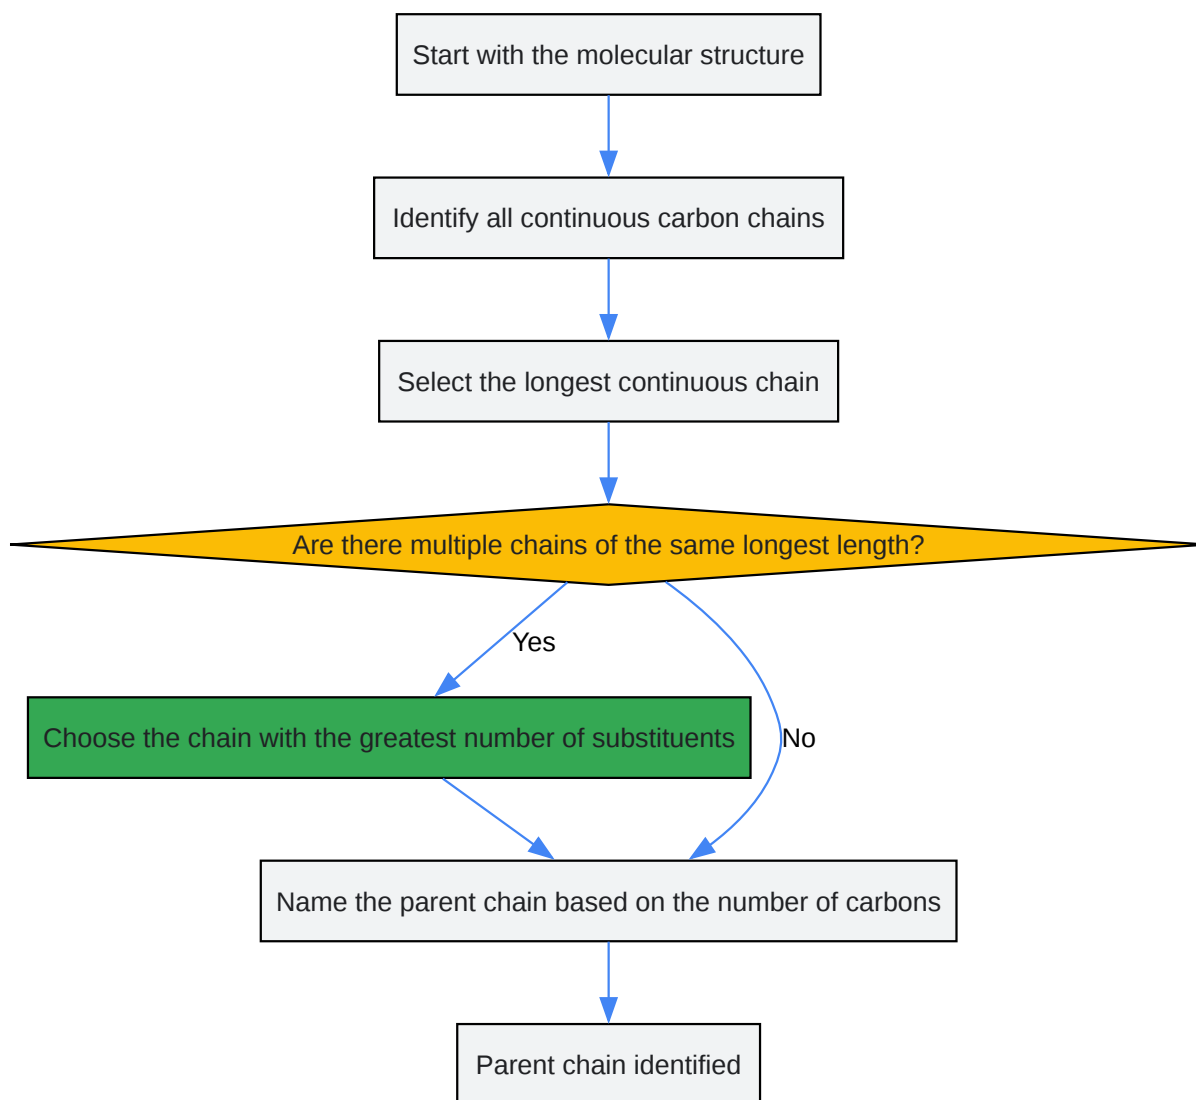 Start with the molecular structure
Identify all continuous carbon chains
Select the longest continuous chain
Are there multiple chains of the same longest length?
Yes
Choose the chain with the greatest number of substituents
No
Name the parent chain based on the number of carbons
Parent chain identified